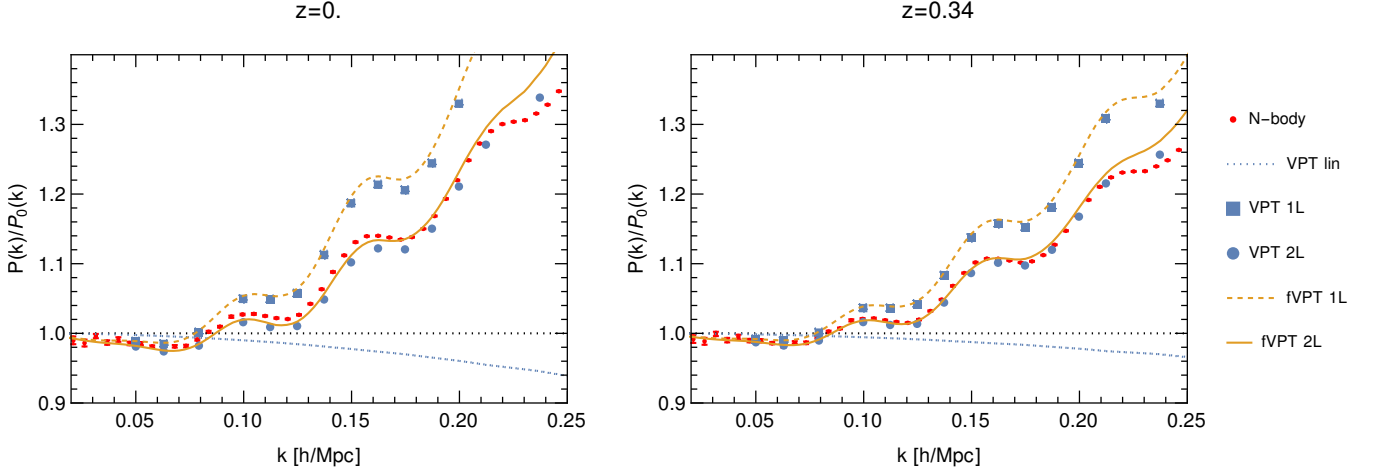 z=0.
z=0.34
P(k)/P₀(k)
1.3
1.2
1.1
1.0
0.9
0.05
0.10
0.15
0.20
0.25
k [h/Mpc]
P(k)/P₀(k)
1.3
1.2
1.1
1.0
0.9
0.05
0.10
0.15
0.20
0.25
k [h/Mpc]
N−body
VPT lin
VPT 1L
VPT 2L
fVPT 1L
fVPT 2L